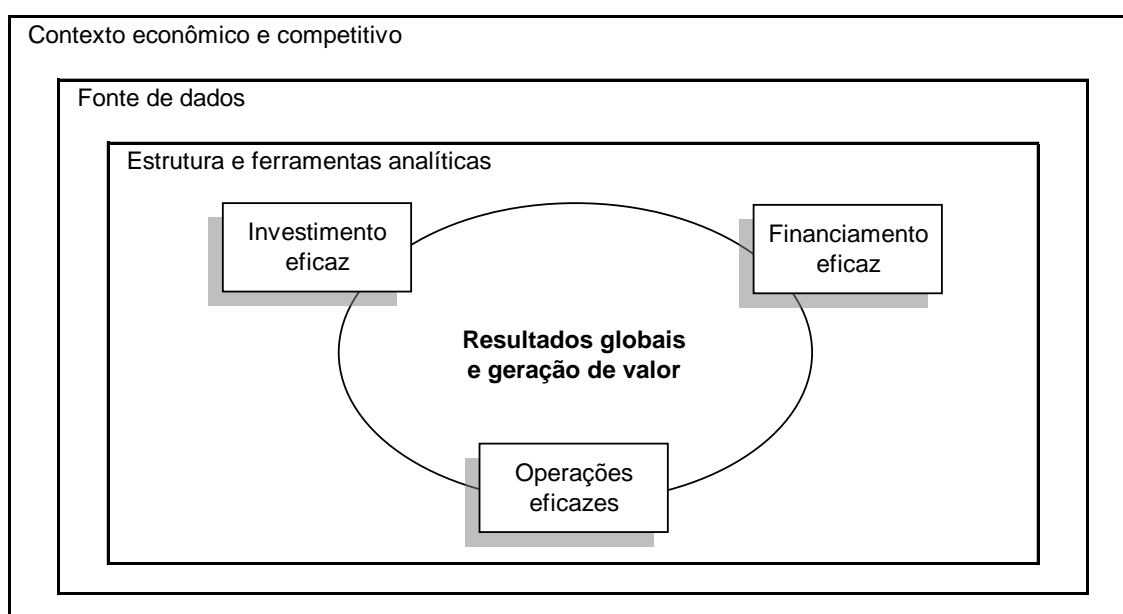 Contexto econômico e competitivo
Fonte de dados
Estrutura e ferramentas analíticas
Investimento
eficaz
Financiamento
eficaz
Resultados globais
e geração de valor
Operações
eficazes